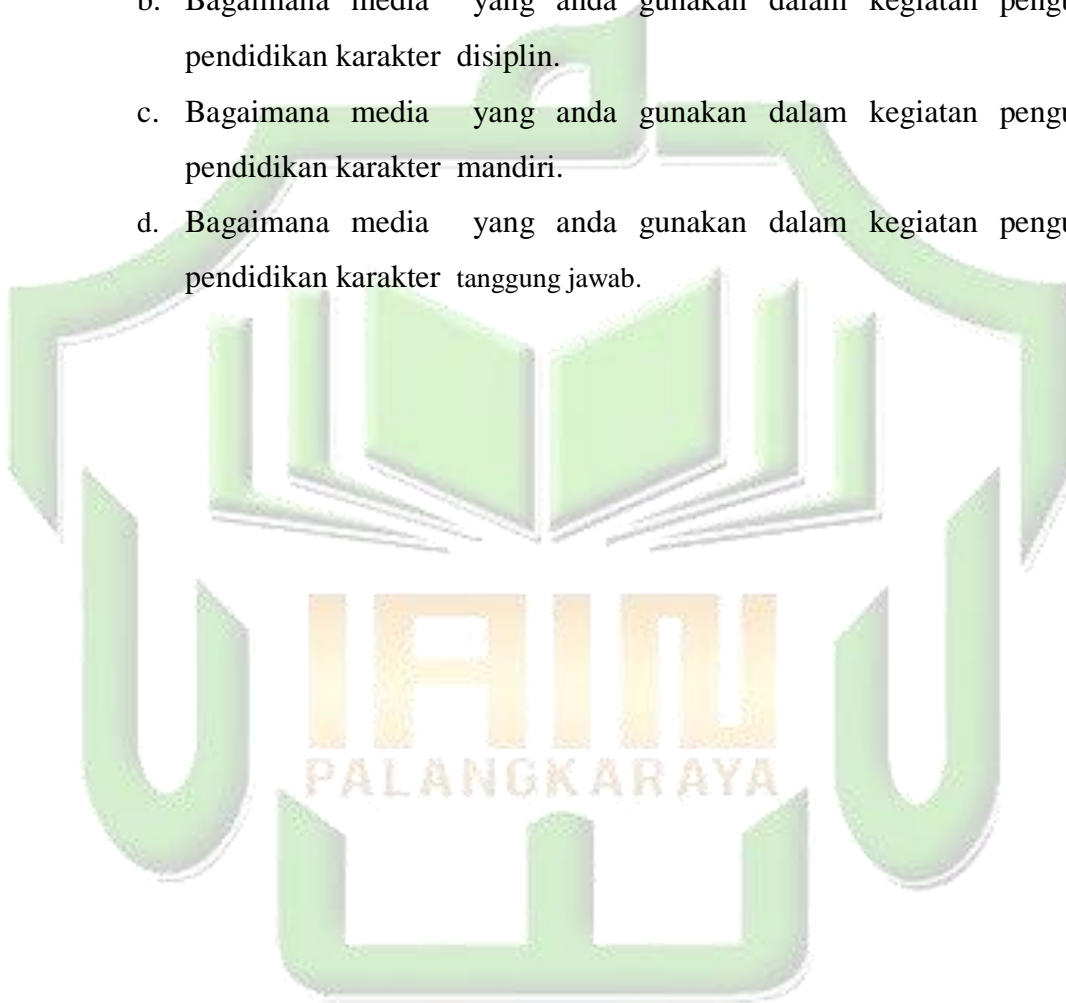 b. Bagaimana media yang anda gunakan dalam kegiatan
pendidikan karakter disiplin.
c. Bagaimana media yang anda gunakan dalam kegiatan
pendidikan karakter mandiri.
d. Bagaimana media yang anda gunakan dalam kegiatan
pendidikan karakter tanggung jawab.
IAIN
PALANGKARAYA